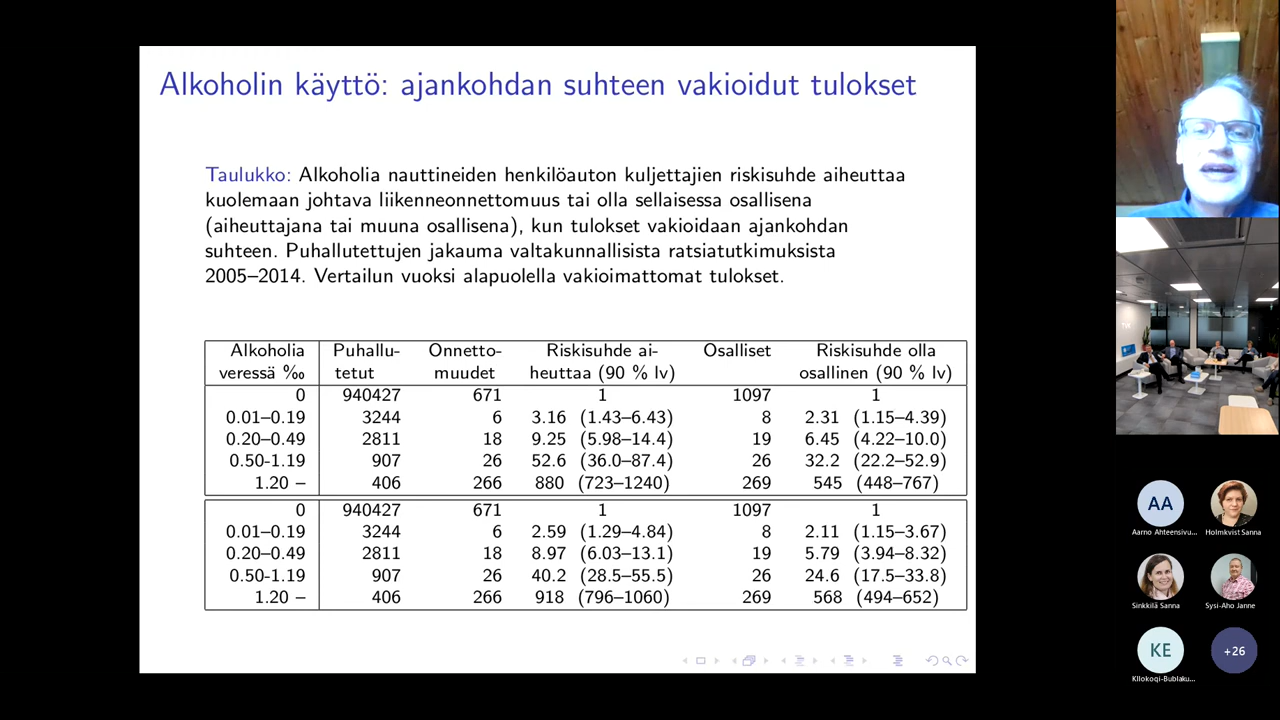 Alkoholin käyttö: ajankohdan suhteen vakioidut tulokset
Taulukko: Alkoholia nauttineiden henkilöauton kuljettajien riskisuhde aiheuttaa
kuolemaan johtava liikenneonnettomuus tai olla sellaisessa osallisena
(aiheuttajana tai muuna osallisena), kun tulokset vakioidaan ajankohdan
suhteen. Puhallutettujen jakauma valtakunnallisista ratsiatutkimuksista
2005–2014. Vertailun vuoksi alapuolella vakioimattomat tulokset.
Alkoholia Puhallu- Onnetto- Riskisuhde ai- Osalliset Riskisuhde olla
veressä ‰ tetut muudet heuttaa (90 % lv) osallinen (90 % lv)
0 940427 671 1 1097 1
0.01–0.19 3244 6 3.16 (1.43–6.43) 8 2.31 (1.15–4.39)
0.20–0.49 2811 18 9.25 (5.98–14.4) 19 6.45 (4.22–10.0)
0.50-1.19 907 26 52.6 (36.0–87.4) 26 32.2 (22.2–52.9)
1.20 – 406 266 880 (723–1240) 269 545 (448–767)
0 940427 671 1 1097 1
0.01–0.19 3244 6 2.59 (1.29–4.84) 8 2.11 (1.15–3.67)
0.20–0.49 2811 18 8.97 (6.03–13.1) 19 5.79 (3.94–8.32)
0.50-1.19 907 26 40.2 (28.5–55.5) 26 24.6 (17.5–33.8)
1.20 – 406 266 918 (796–1060) 269 568 (494–652)
AA
Aarno Ahteensivu... Holmkvist Sanna
Sinkkilä Sanna Sysi-Aho Janne
KE +26
Kllokoqi-Bublaku...